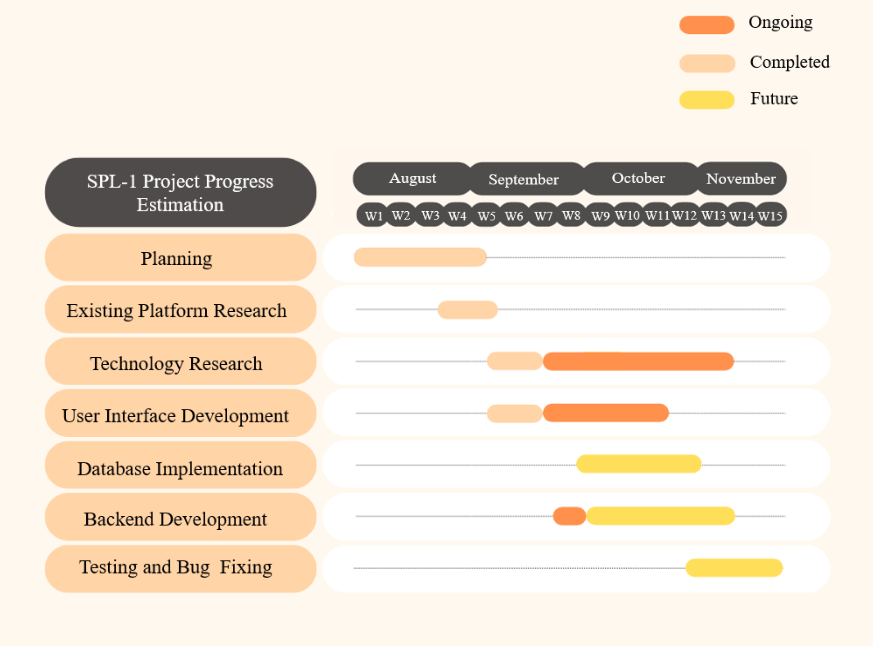 Ongoing
Completed
Future
SPL-1 Project Progress
Estimation
August September October November
W1 W2 W3 W4 W5 W6 W7 W8 W9 W10 W11 W12 W13 W14 W15
Planning
Existing Platform Research
Technology Research
User Interface Development
Database Implementation
Backend Development
Testing and Bug Fixing